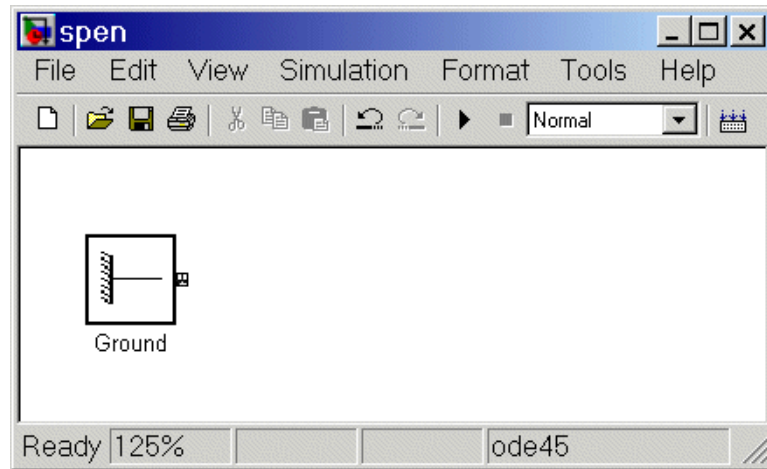 spen
File Edit View Simulation Format Tools Help
Normal
Ground
Ready 125% ode45